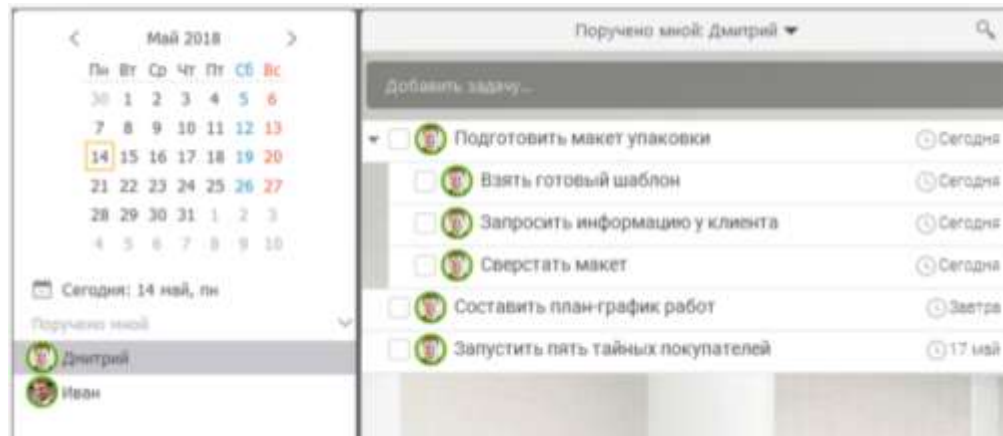 Май 2018
Пн Вт Ср Чт Пт Сб Вс
30 1 2 3 4 5 6
7 8 9 10 11 12 13
14 15 16 17 18 19 20
21 22 23 24 25 26 27
28 29 30 31 1 2 3
4 5 6 7 8 9 10
Сегодня: 14 май, пн
Поручено мной
Дмитрий
Иван
Поручено мной: Дмитрий
Добавить задачу...
Подготовить макет упаковки Сегодня
Взять готовый шаблон Сегодня
Запросить информацию у клиента Сегодня
Сверстать макет Сегодня
Составить план-график работ Завтра
Запустить пять тайных покупателей 17 май